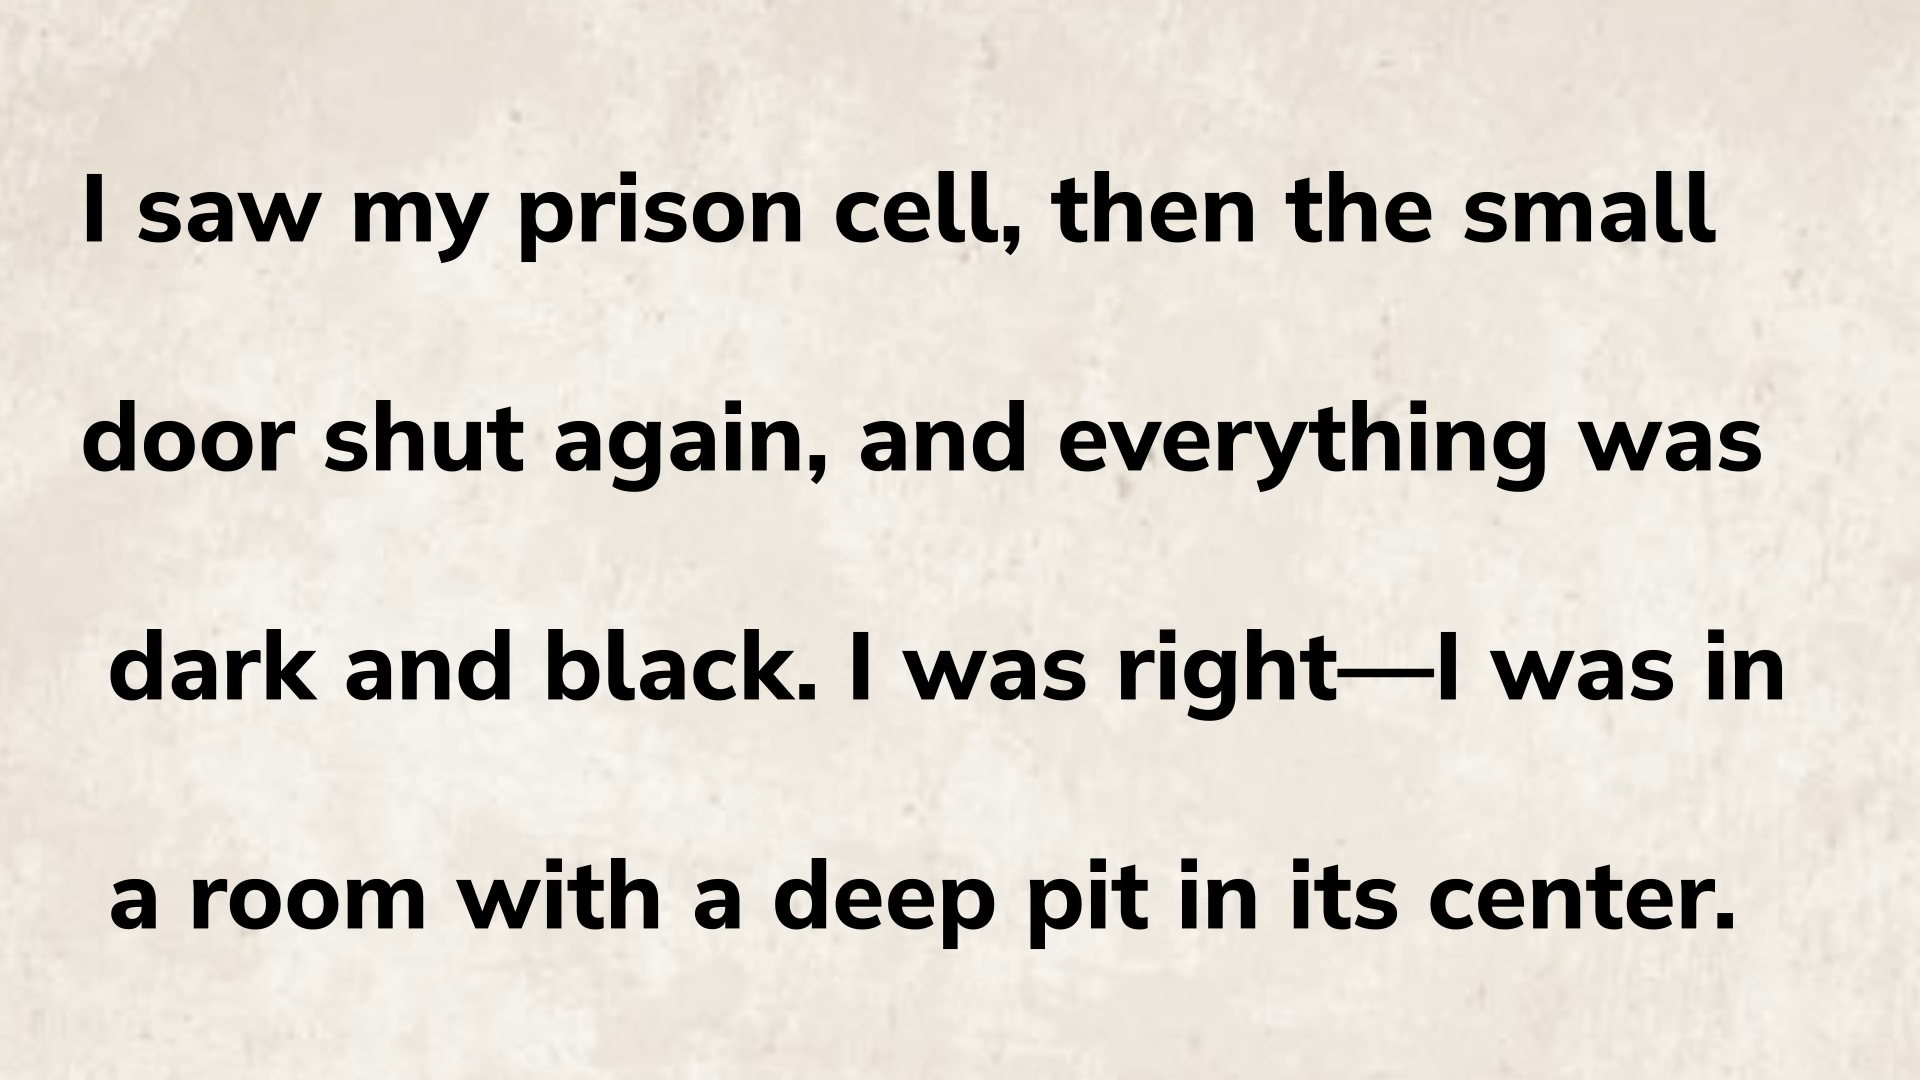 I saw my prison cell, then the small
door shut again, and everything was
dark and black. I was right—I was in
a room with a deep pit in its center.